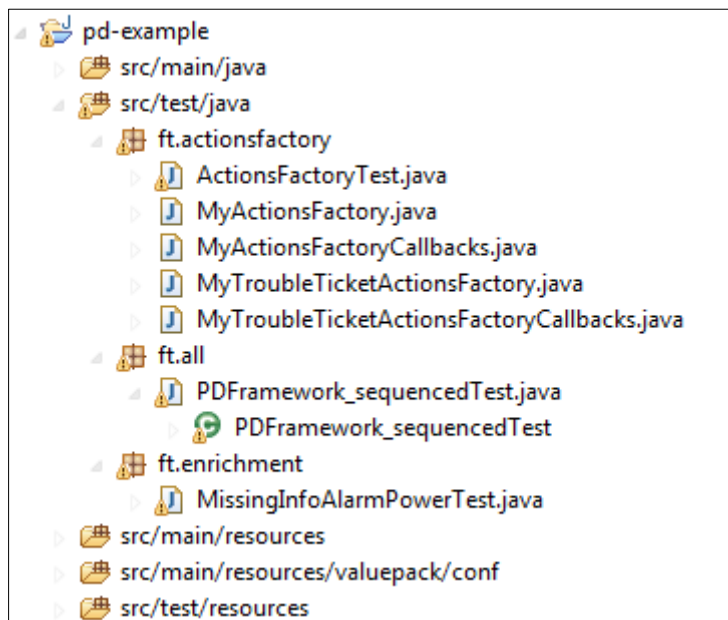 pd-example
src/main/java
src/test/java
ft.actionsfactory
ActionsFactoryTest.java
MyActionsFactory.java
MyActionsFactoryCallbacks.java
MyTroubleTicketActionsFactory.java
MyTroubleTicketActionsFactoryCallbacks.java
ft.all
PDFramework_sequencedTest.java
PDFramework_sequencedTest
ft.enrichment
MissingInfoAlarmPowerTest.java
src/main/resources
src/main/resources/valuepack/conf
src/test/resources